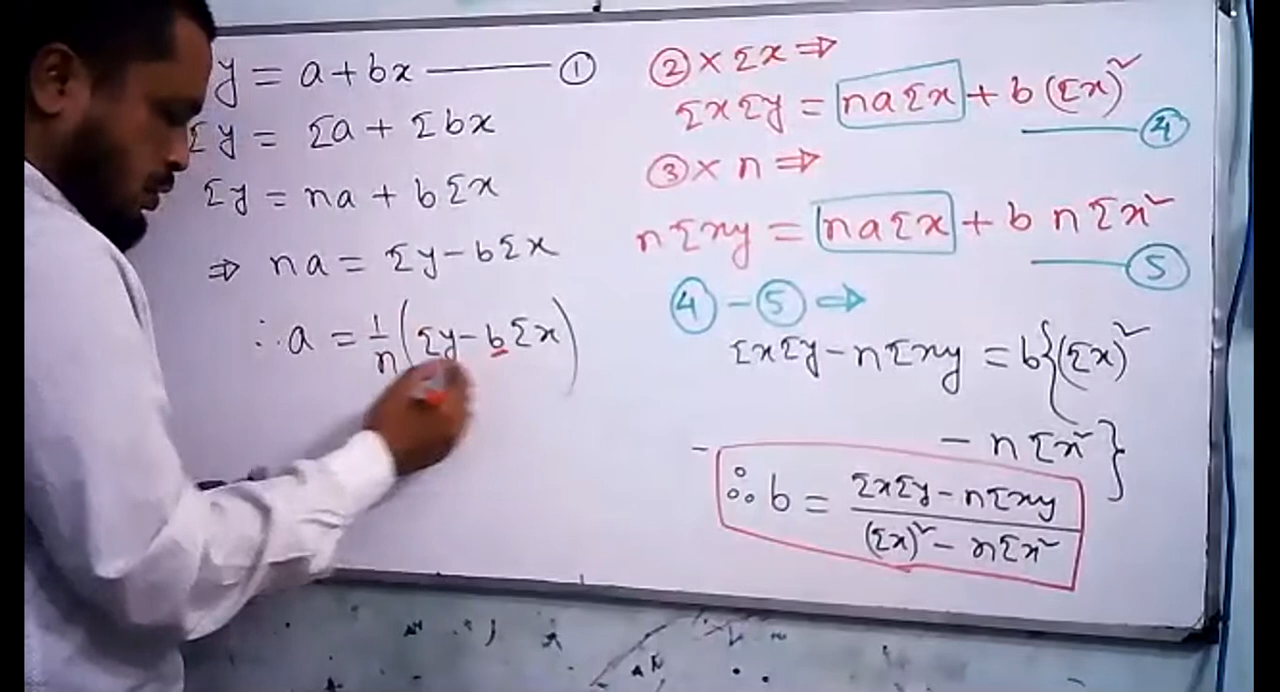 y = a + bx ——— ①
Σy = Σa + Σbx
Σy = na + bΣx
⇒ na = Σy - bΣx
∴ a = 1/n (Σy - bΣx)
② × Σx ⇒
ΣxΣy = naΣx + b(Σx)²
——— ④
③ × n ⇒
nΣxy = naΣx + b nΣx²
——— ⑤
④ - ⑤ ⇒
ΣxΣy - nΣxy = b{(Σx)²
- nΣx²}
∴ b = (ΣxΣy - nΣxy) / ((Σx)² - nΣx²)